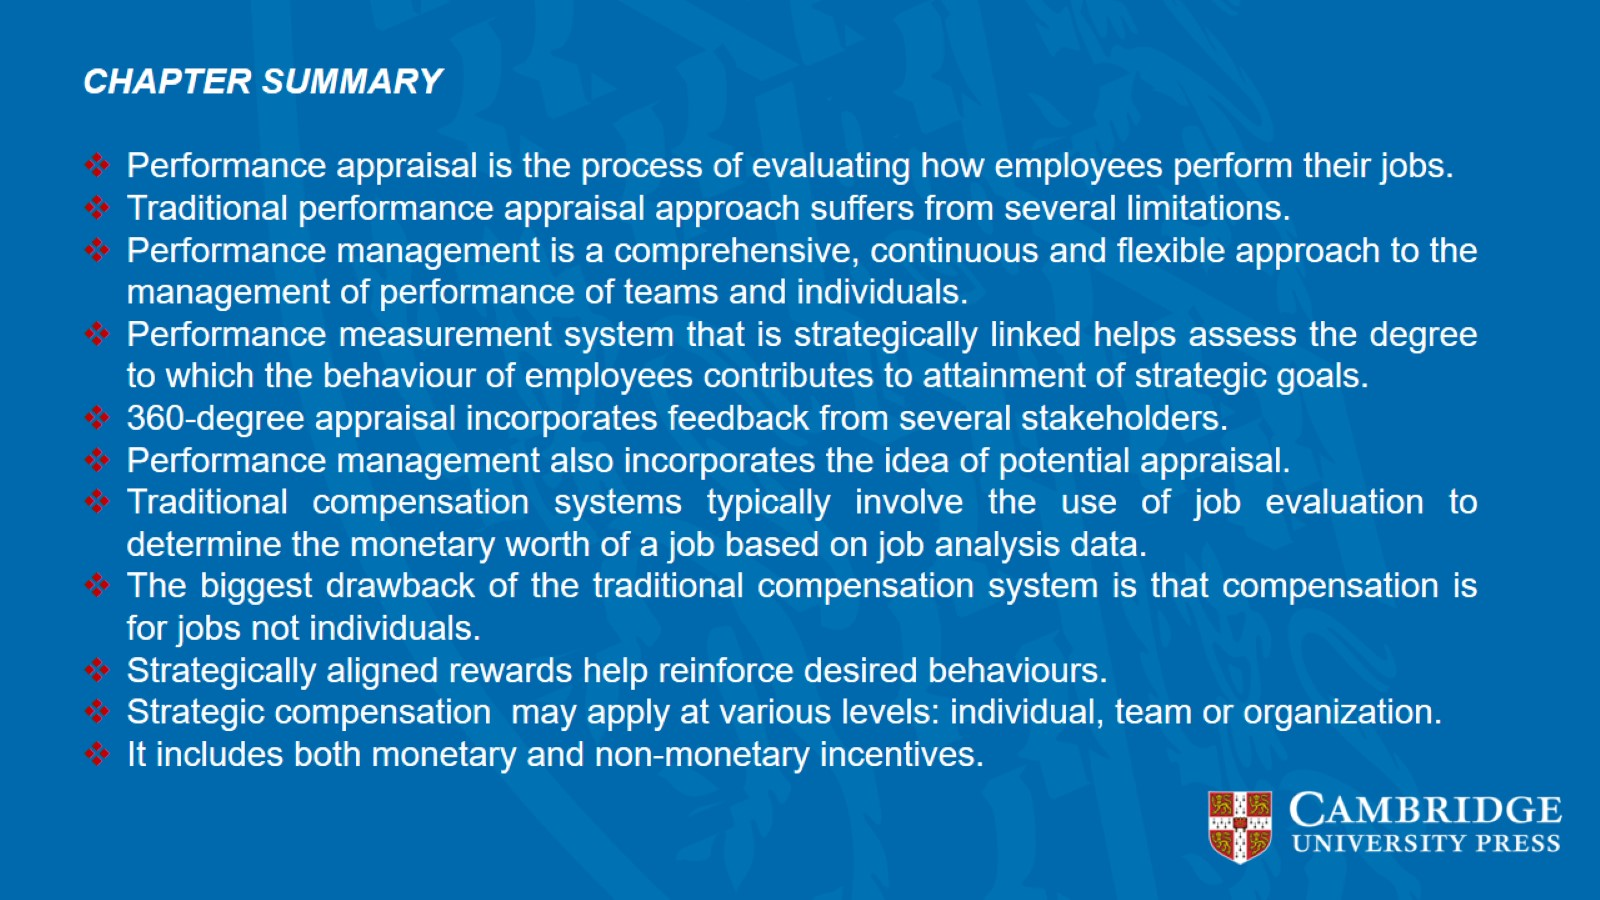 CHAPTER SUMMARY
Performance appraisal is the process of evaluating how employees perform their jobs.
Traditional performance appraisal approach suffers from several limitations.
Performance management is a comprehensive, continuous and flexible approach to the
management of performance of teams and individuals.
Performance measurement system that is strategically linked helps assess the degree
to which the behaviour of employees contributes to attainment of strategic goals.
360-degree appraisal incorporates feedback from several stakeholders.
Performance management also incorporates the idea of potential appraisal.
Traditional compensation systems typically involve the use of job evaluation to
determine the monetary worth of a job based on job analysis data.
The biggest drawback of the traditional compensation system is that compensation is
for jobs not individuals.
Strategically aligned rewards help reinforce desired behaviours.
Strategic compensation  may apply at various levels: individual, team or organization.
It includes both monetary and non-monetary incentives.
CAMBRIDGE
UNIVERSITY PRESS